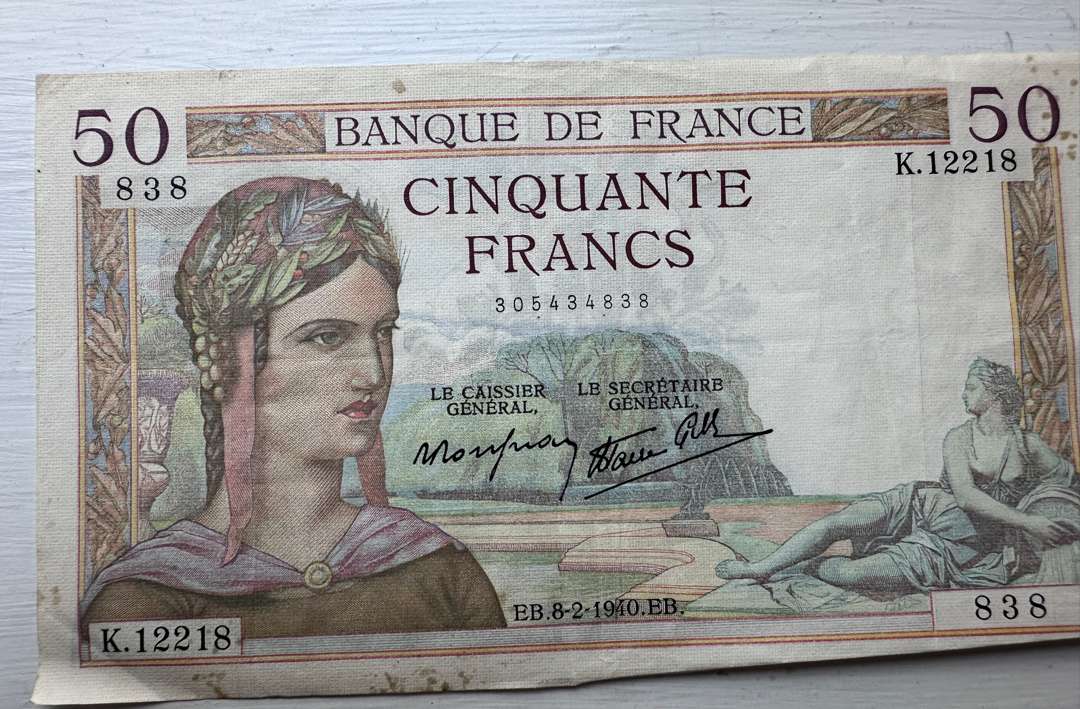 50 BANQUE DE FRANCE 50
838 K.12218
CINQUANTE
FRANCS
305434838
LE CAISSIER
GÉNÉRAL,
LE SECRÉTAIRE
GÉNÉRAL,
EB.8-2-1940.EB.
838
K.12218